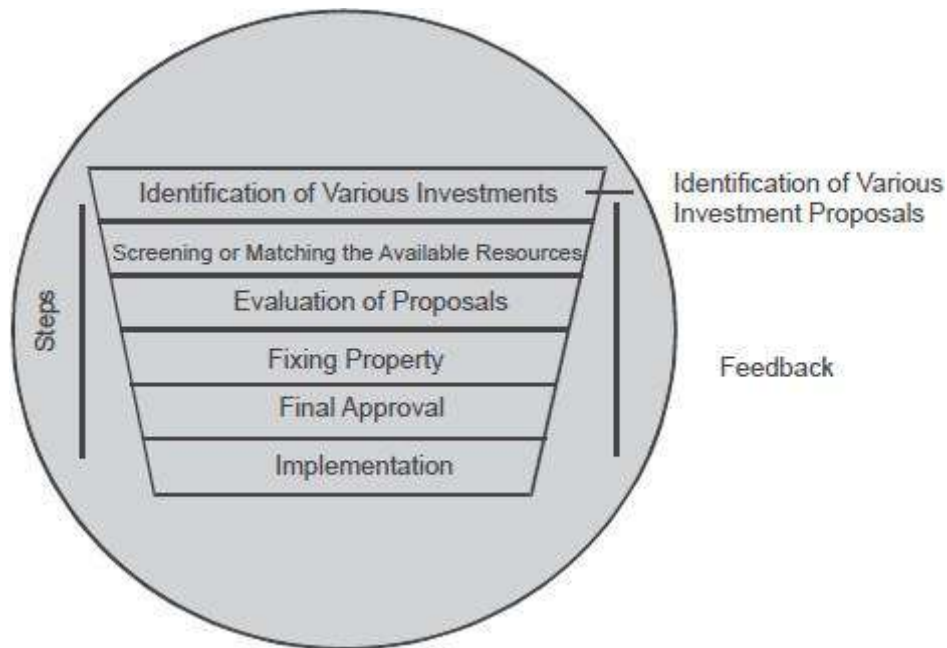 Identification of Various Investments
Screening or Matching the Available Resources
Evaluation of Proposals
Fixing Property
Final Approval
Implementation
Steps
Identification of Various
Investment Proposals
Feedback